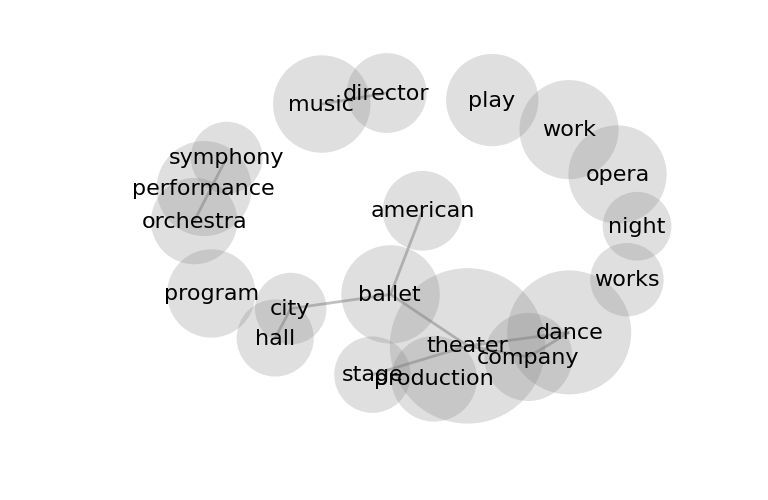 director
music
play
work
symphony
opera
performance
american
orchestra
night
works
program
ballet
city
dance
hall
theater
company
stage
production